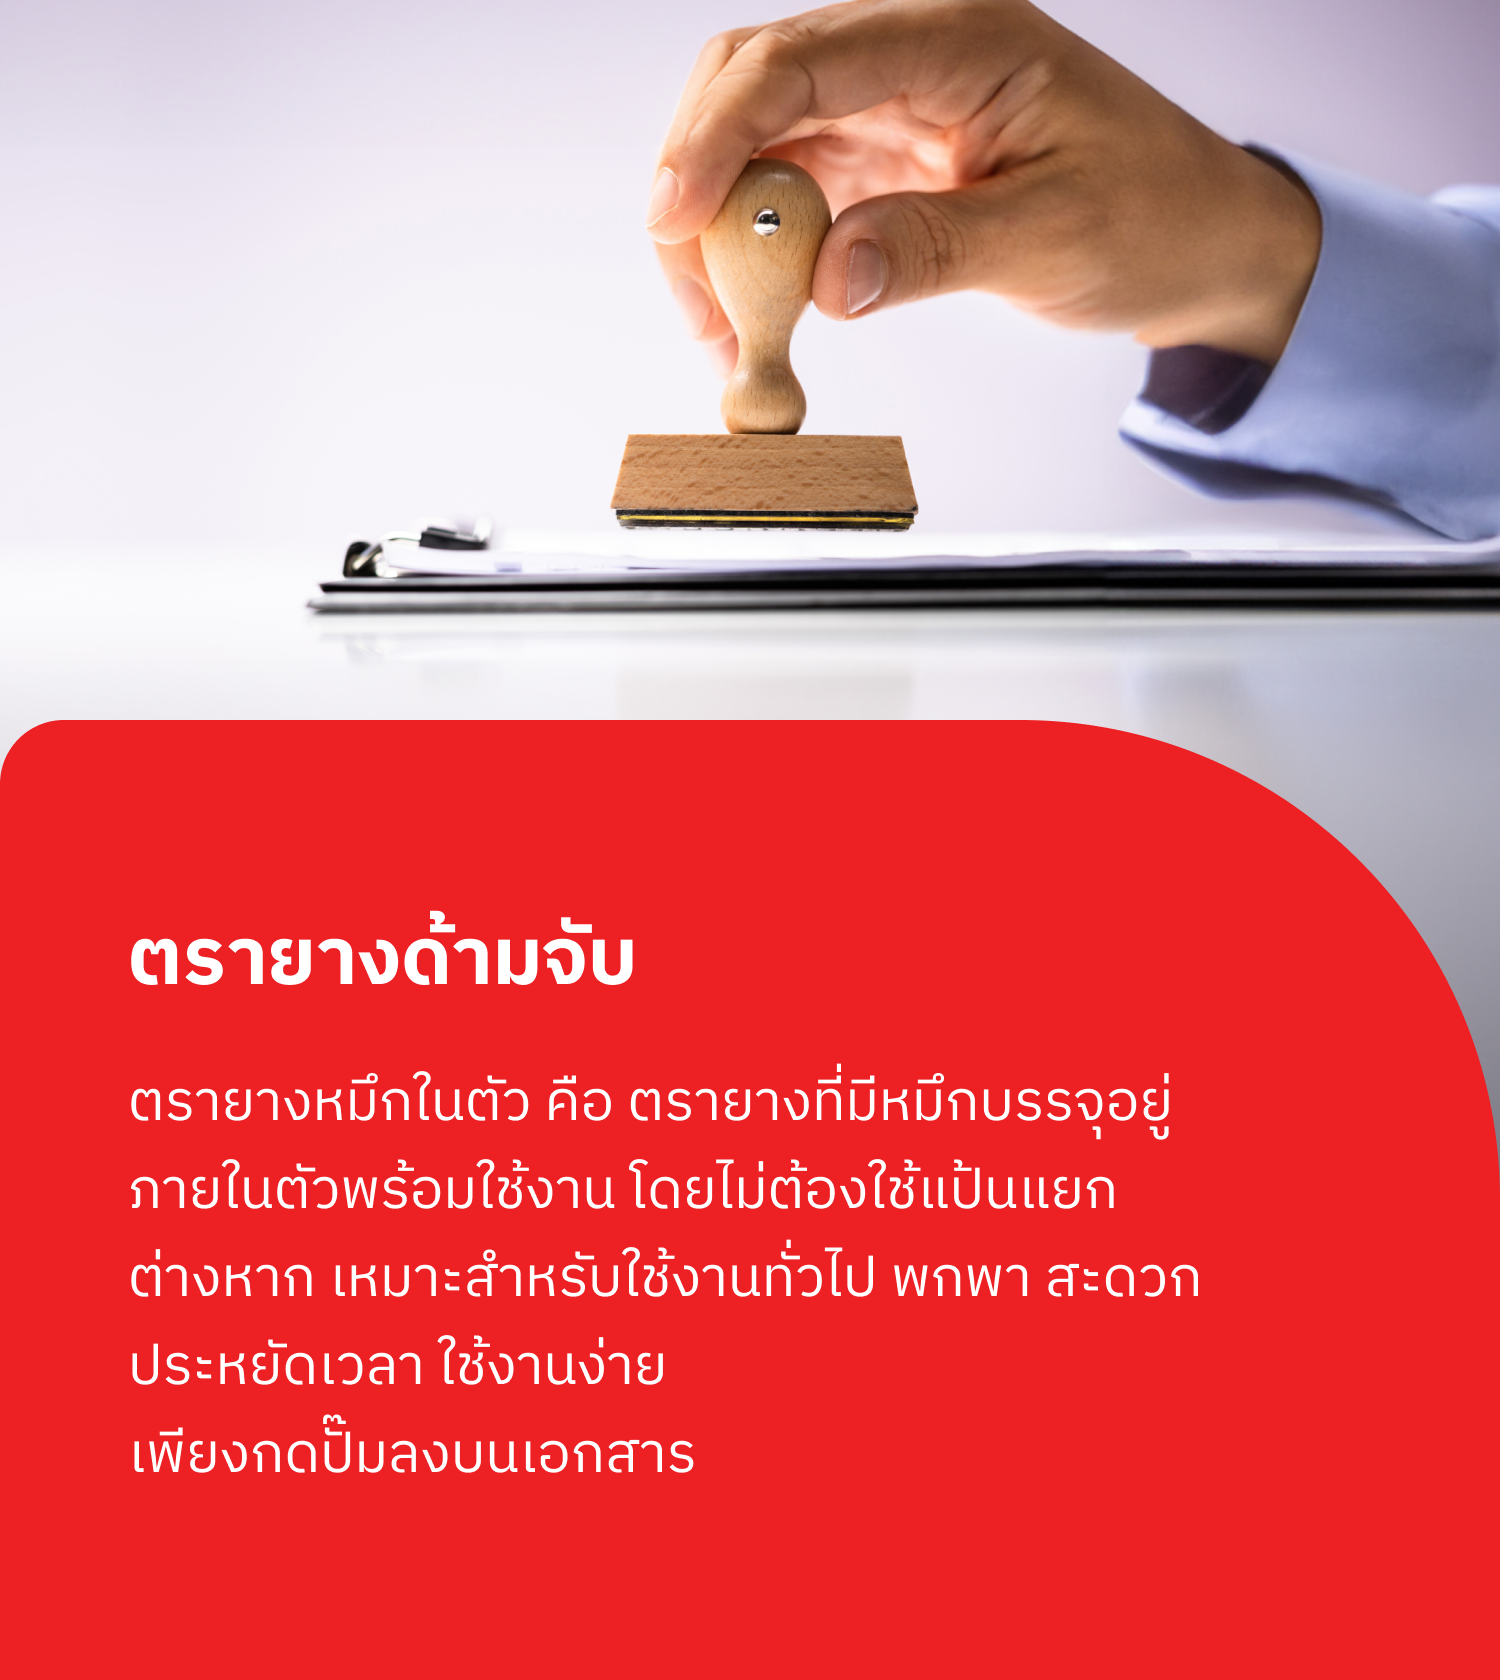 ตรายางด้ามจับ
ตรายางหมึกในตัว คือ ตรายางที่มีหมึกบรรจุอยู่
ภายในตัวพร้อมใช้งาน โดยไม่ต้องใช้แป้นแยก
ต่างหาก เหมาะสำหรับใช้งานทั่วไป พกพา สะดวก
ประหยัดเวลา ใช้งานง่าย
เพียงกดปั๊มลงบนเอกสาร